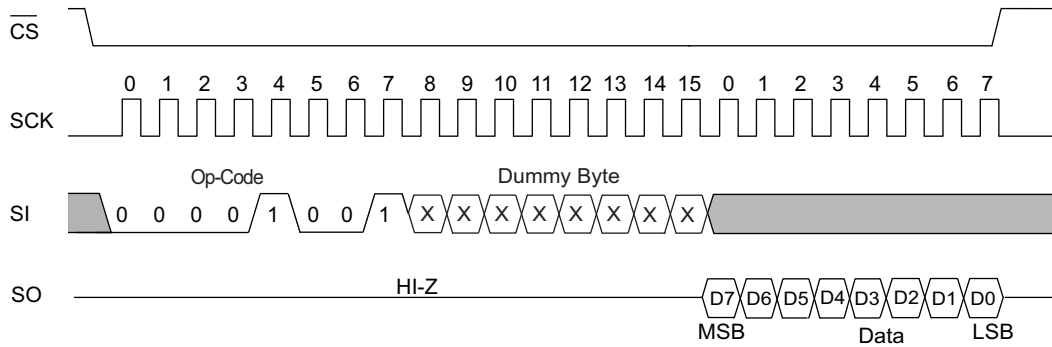 CS
0 1 2 3 4 5 6 7 8 9 10 11 12 13 14 15 0 1 2 3 4 5 6 7
SCK
Op-Code Dummy Byte
SI 0 0 0 0 1 0 0 1 X X X X X X X X
HI-Z
SO D7 D6 D5 D4 D3 D2 D1 D0
MSB Data LSB